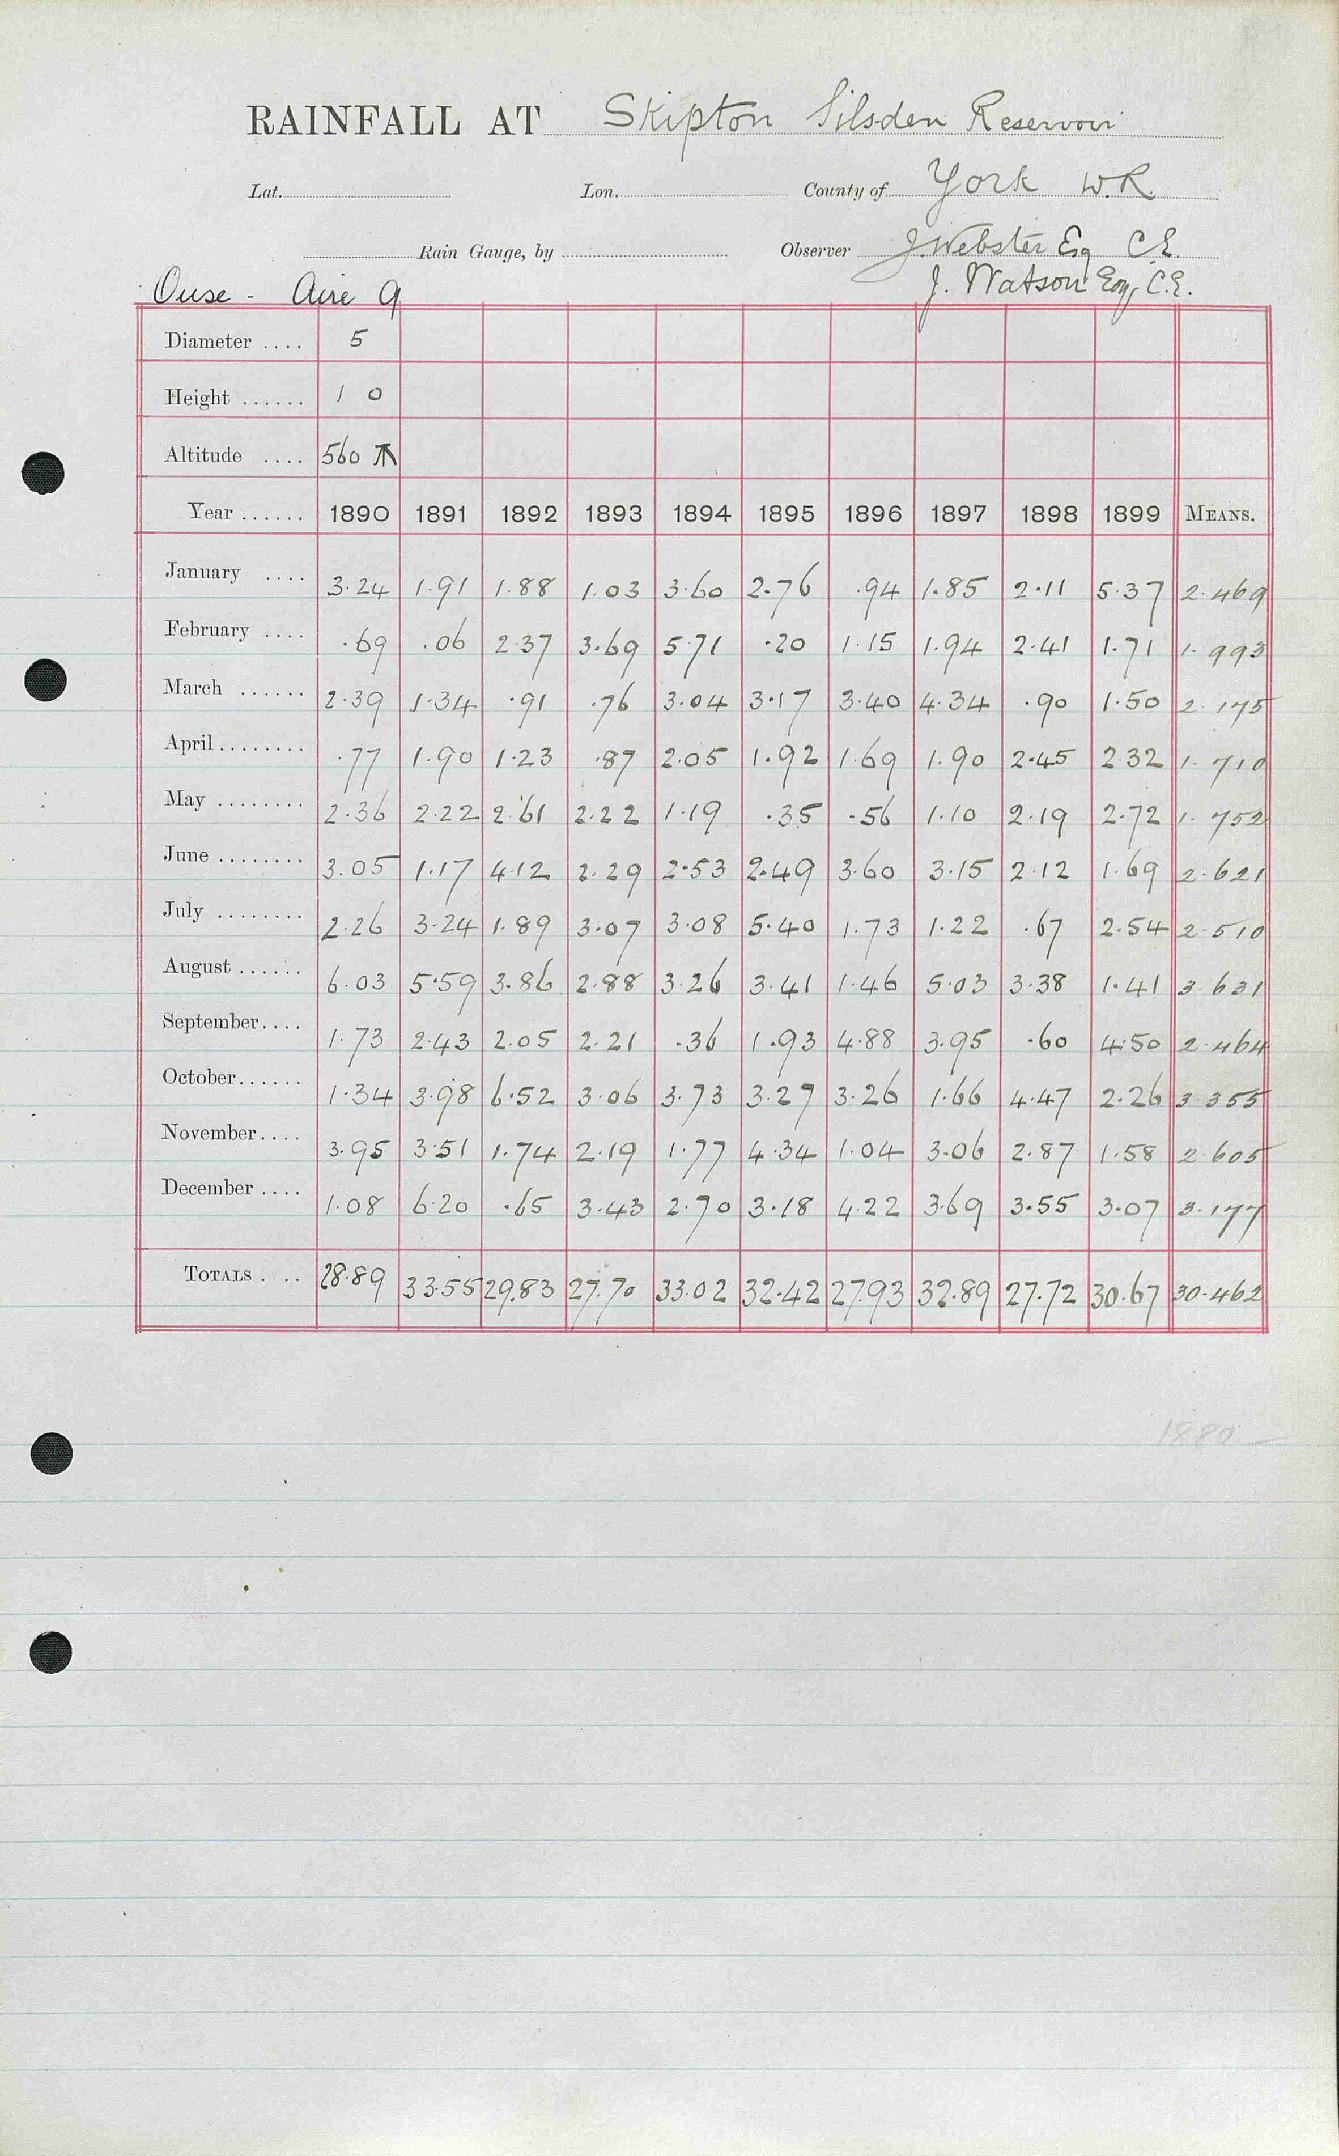 RAINFALL AT Skipton Silsden Reservoir
Lat. Lon. County of York W.R.
Rain Gauge, by Observer J. Webster Esq C.E.
Ouse - Aire 9 J. Watson Esq, C.E.
Diameter .... 5
Height ...... 1 0
Altitude .... 560
Year ...... 1890 1891 1892 1893 1894 1895 1896 1897 1898 1899 MEANS.
January .... 3.24 1.91 1.88 1.03 3.60 2.76 .94 1.85 2.11 5.37 2.469
February .... .69 .06 2.37 3.69 5.71 .20 1.15 1.94 2.41 1.71 1.993
March ...... 2.39 1.34 .91 .76 3.04 3.17 3.40 4.34 .90 1.50 2.175
April........ .77 1.90 1.23 .87 2.05 1.92 1.69 1.90 2.45 2.32 1.710
May ........ 2.36 2.22 2.61 2.22 1.19 .35 .56 1.10 2.19 2.72 1.752
June ........ 3.05 1.17 4.12 2.29 2.53 2.49 3.60 3.15 2.12 1.69 2.621
July ........ 2.26 3.24 1.89 3.07 3.08 5.40 1.73 1.22 .67 2.54 2.510
August ...... 6.03 5.59 3.86 2.88 3.26 3.41 1.46 5.03 3.38 1.41 3.631
September.... 1.73 2.43 2.05 2.21 .36 1.93 4.88 3.95 .60 4.50 2.464
October...... 1.34 3.98 6.52 3.06 3.73 3.27 3.26 1.66 4.47 2.26 3.355
November.... 3.95 3.51 1.74 2.19 1.77 4.34 1.04 3.06 2.87 1.58 2.605
December .... 1.08 6.20 .65 3.43 2.70 3.18 4.22 3.69 3.55 3.07 3.177
TOTALS .... 28.89 33.55 29.83 27.70 33.02 32.42 27.93 32.89 27.72 30.67 30.462
1880 -